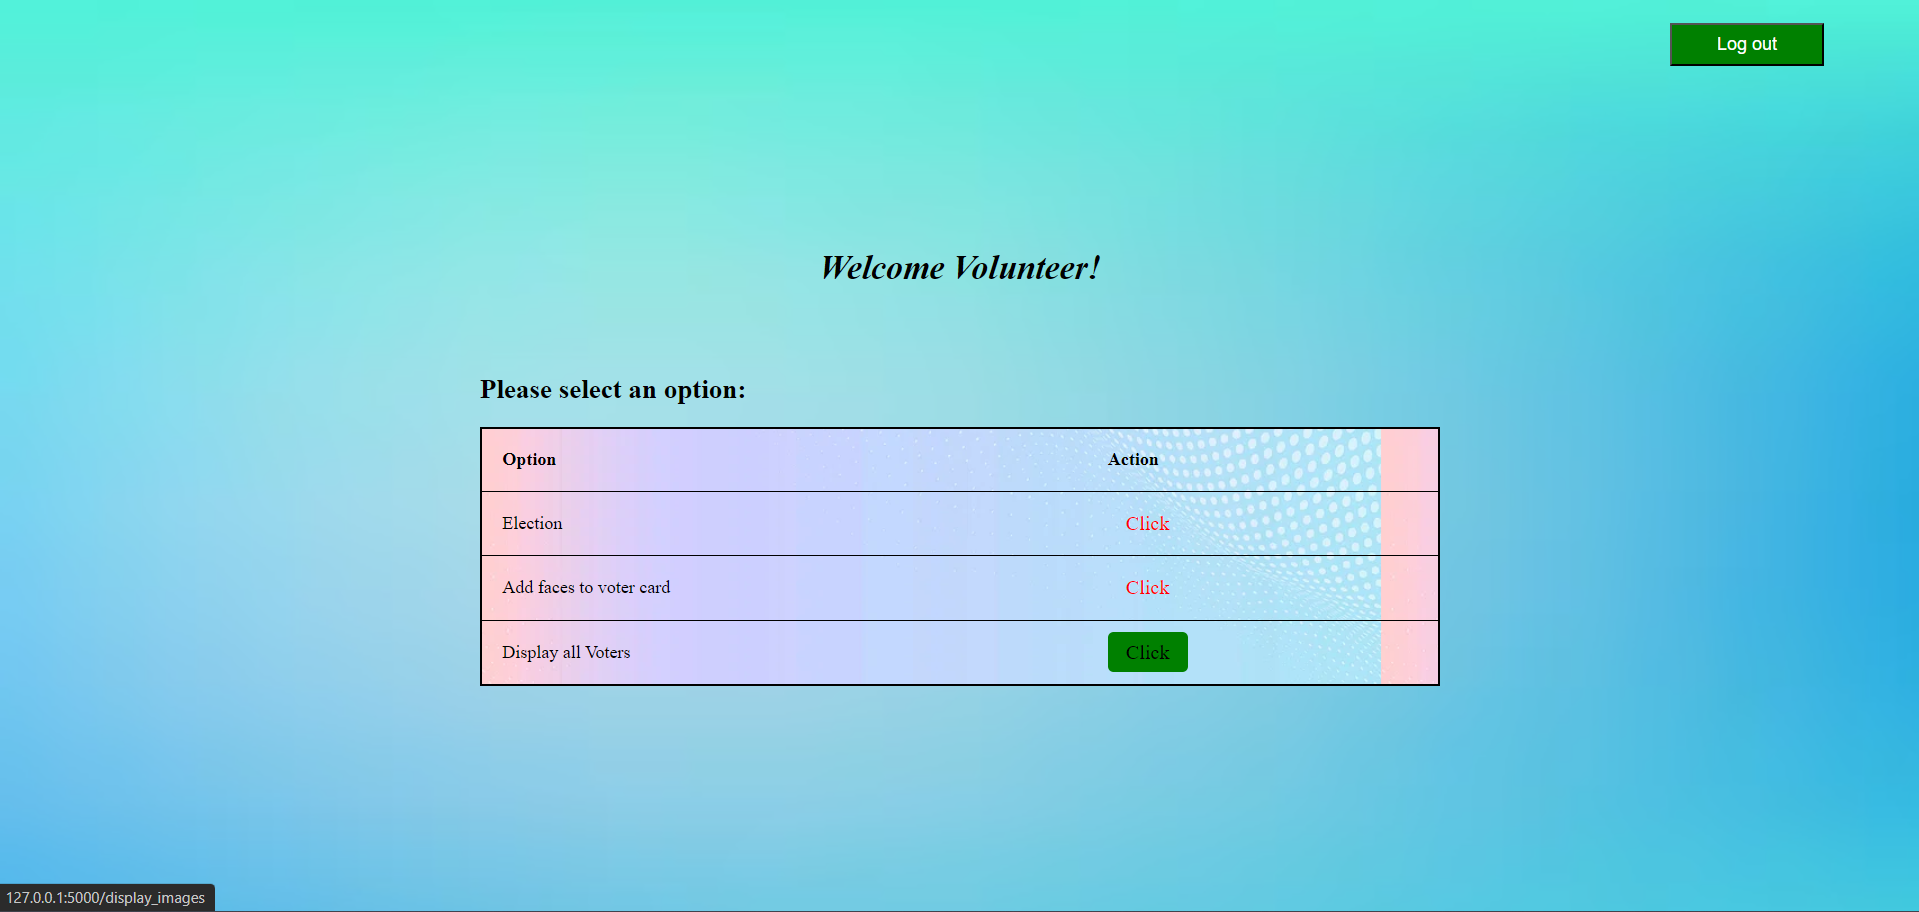 Log out
Welcome Volunteer!
Please select an option:
Option Action
Election Click
Add faces to voter card Click
Display all Voters Click
127.0.0.1:5000/display_images